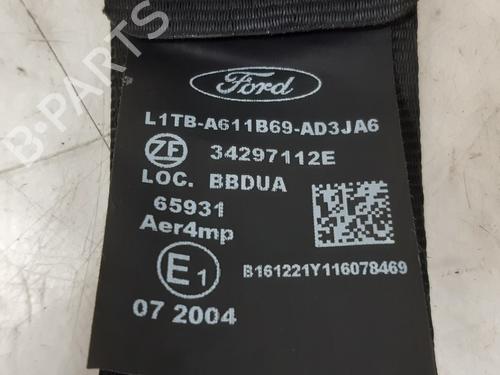 Ford
L1TB-A611B69-AD3JA6
ZF 34297112E
LOC. BBDUA
65931
Aer4mp
E1
B161221Y116078469
07 2004
B-Parts